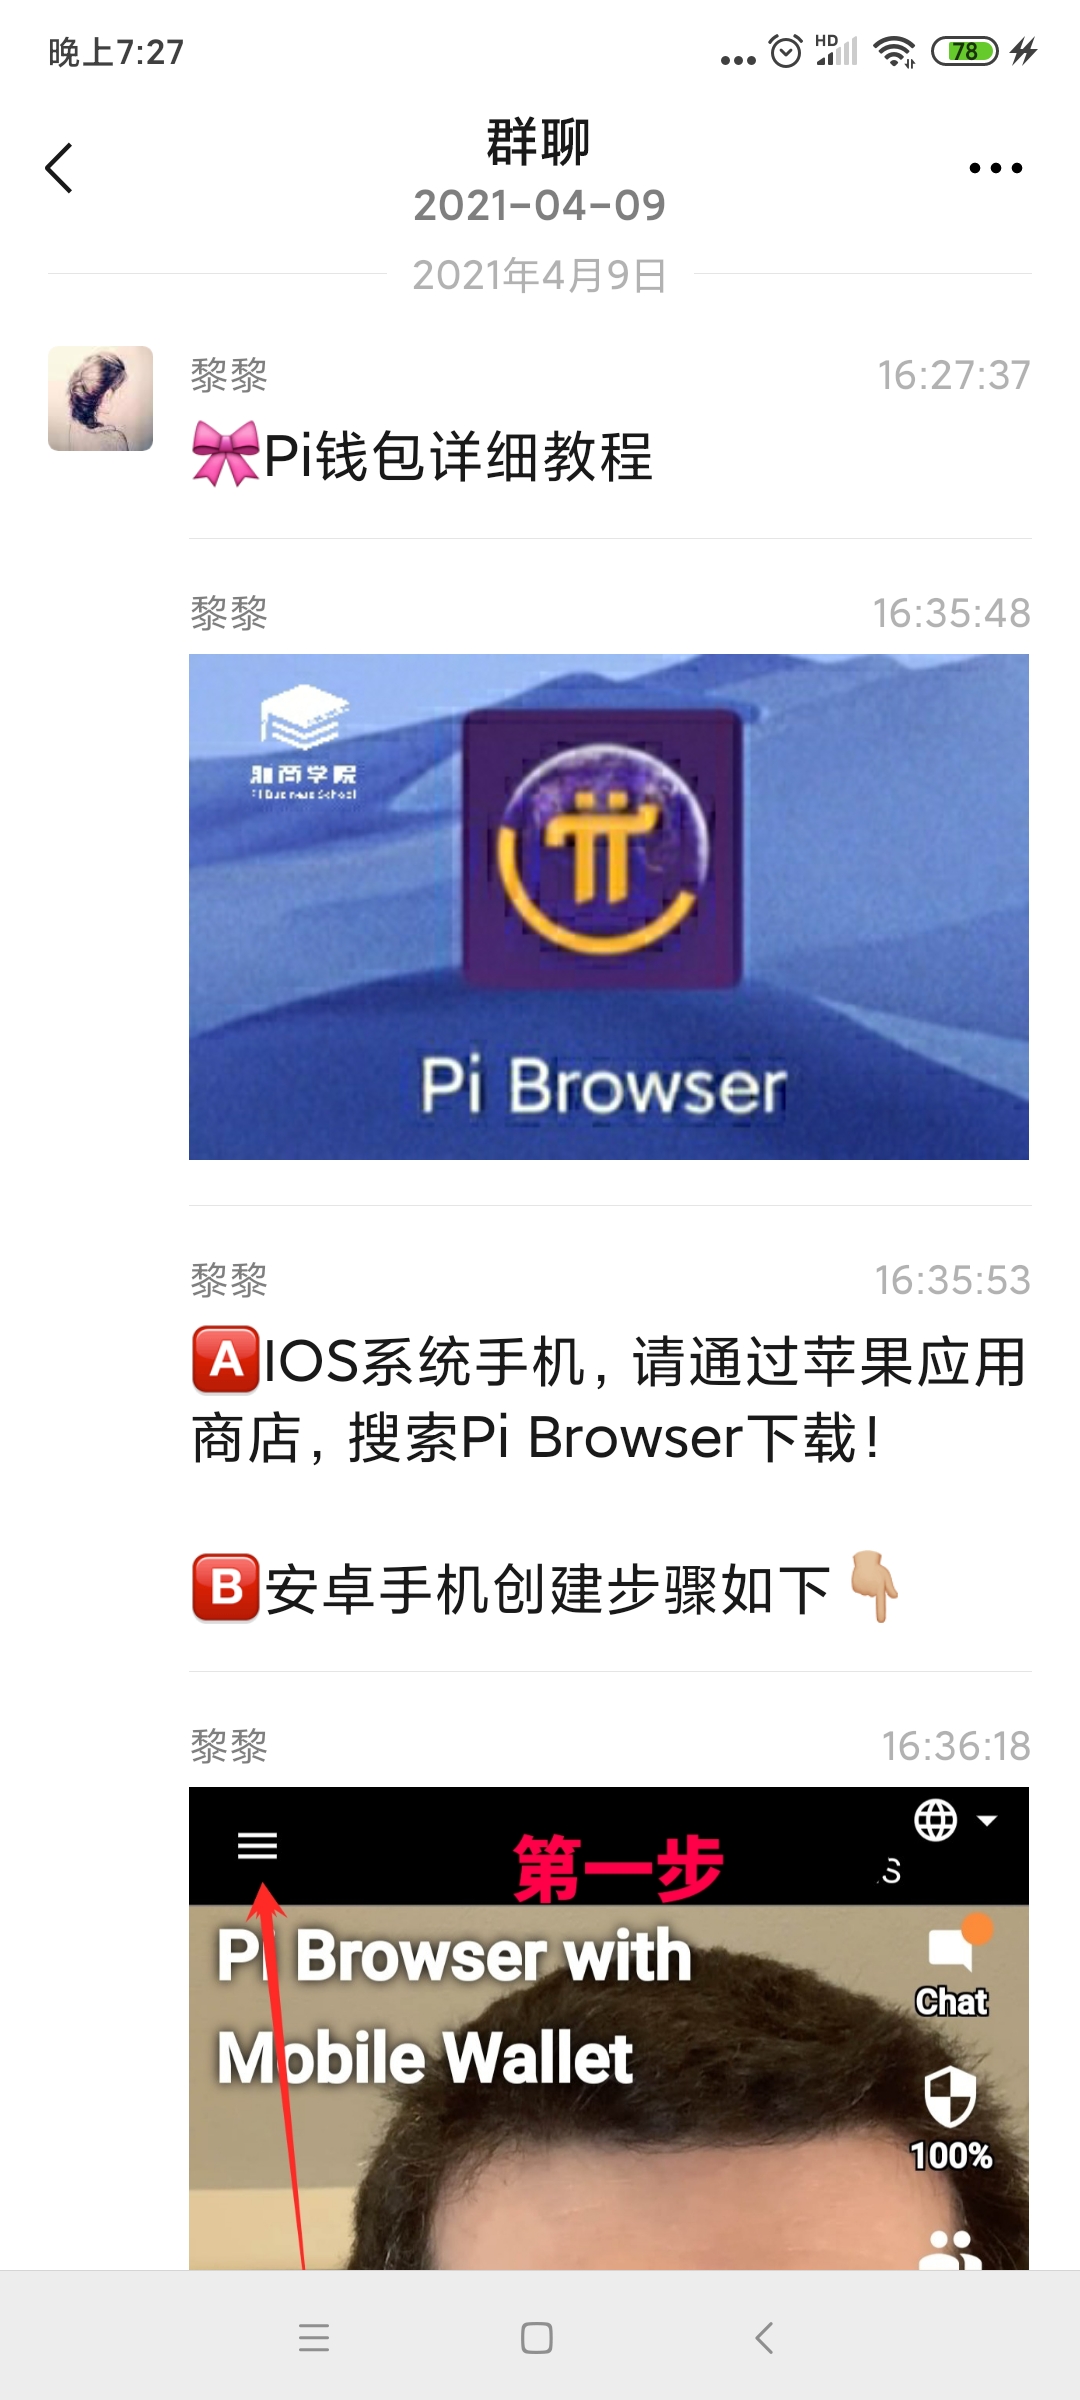 晚上7:27
HD
78
群聊
2021-04-09
2021年4月9日
黎黎
16:27:37
🎀Pi钱包详细教程
黎黎
16:35:48
商学院
Pi Browser
黎黎
16:35:53
🅰IOS系统手机，请通过苹果应用
商店，搜索Pi Browser下载！
🅱安卓手机创建步骤如下👇🏼
黎黎
16:36:18
第一步
s
Pi Browser with
Mobile Wallet
Chat
100%